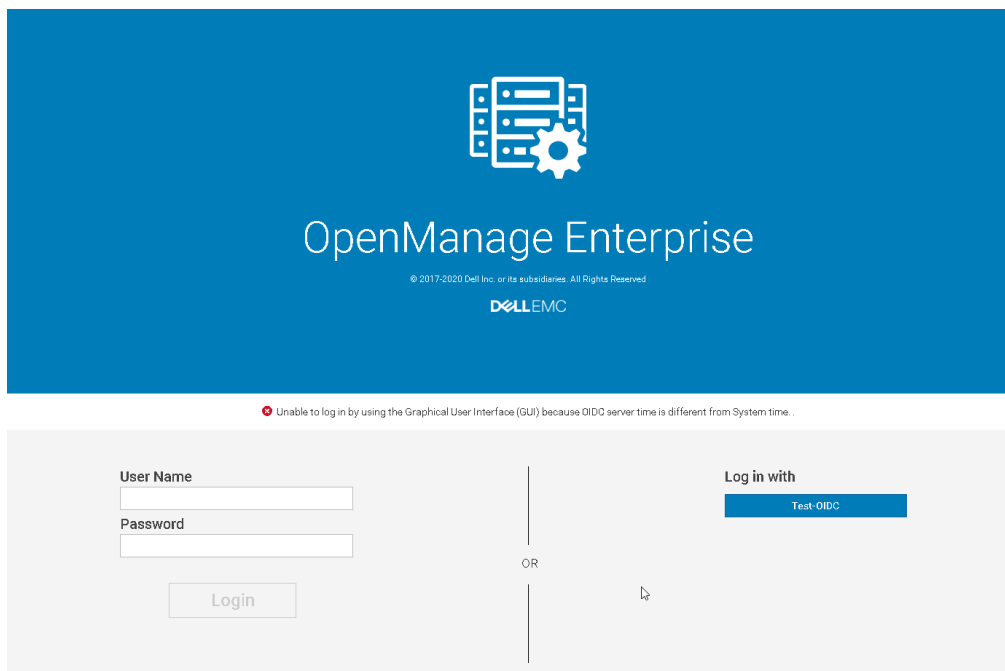 OpenManage Enterprise
© 2017-2020 Dell Inc. or its subsidiaries. All Rights Reserved
DELLEMC
Unable to log in by using the Graphical User Interface (GUI) because OIDC server time is different from System time. .
User Name
Password
Login
OR
Log in with
Test-OIDC